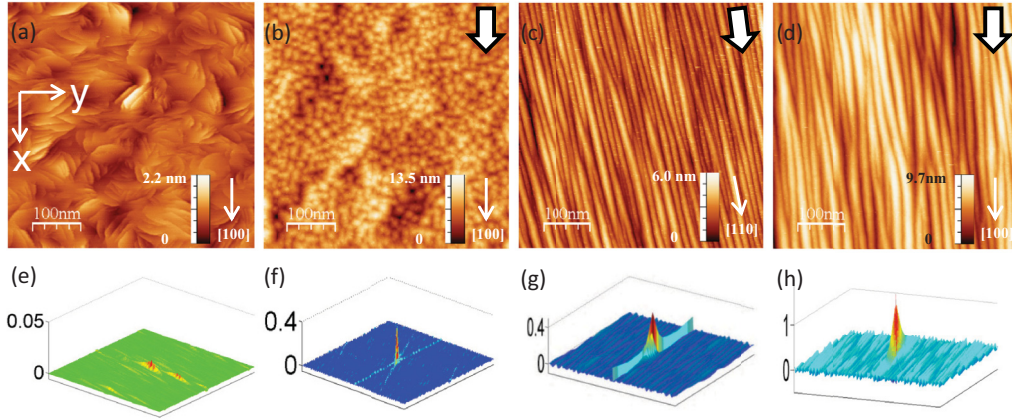 (a)
y
x
2.2 nm
0
100nm
[100]
(b)
13.5 nm
0
100nm
[100]
(c)
6.0 nm
0
100nm
[110]
(d)
9.7nm
0
100nm
[100]
(e)
0.05
0
(f)
0.4
0
(g)
0.4
0
(h)
1
0